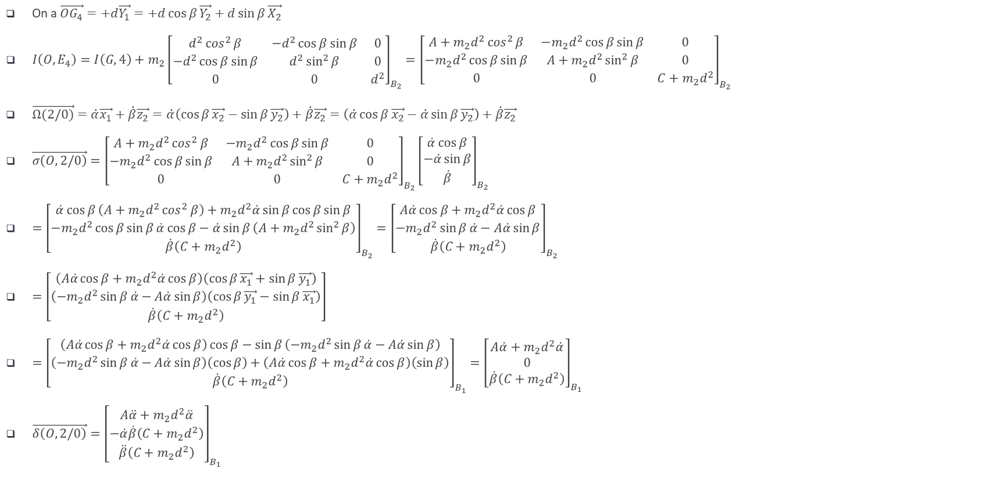 ❑ On a $\overrightarrow{OG_4} = +d\overrightarrow{Y_1} = +d\cos\beta\,\overrightarrow{Y_2} + d\sin\beta\,\overrightarrow{X_2}$
❑ $I(O,E_4) = I(G,4) + m_2\begin{bmatrix} d^2\cos^2\beta & -d^2\cos\beta\sin\beta & 0 \\ -d^2\cos\beta\sin\beta & d^2\sin^2\beta & 0 \\ 0 & 0 & d^2 \end{bmatrix}_{B_2} = \begin{bmatrix} A+m_2d^2\cos^2\beta & -m_2d^2\cos\beta\sin\beta & 0 \\ -m_2d^2\cos\beta\sin\beta & A+m_2d^2\sin^2\beta & 0 \\ 0 & 0 & C+m_2d^2 \end{bmatrix}_{B_2}$
❑ $\overrightarrow{\Omega(2/0)} = \dot{\alpha}\overrightarrow{x_1} + \dot{\beta}\overrightarrow{z_2} = \dot{\alpha}(\cos\beta\,\overrightarrow{x_2} - \sin\beta\,\overrightarrow{y_2}) + \dot{\beta}\overrightarrow{z_2} = (\dot{\alpha}\cos\beta\,\overrightarrow{x_2} - \dot{\alpha}\sin\beta\,\overrightarrow{y_2}) + \dot{\beta}\overrightarrow{z_2}$
❑ $\overrightarrow{\sigma(O,2/0)} = \begin{bmatrix} A+m_2d^2\cos^2\beta & -m_2d^2\cos\beta\sin\beta & 0 \\ -m_2d^2\cos\beta\sin\beta & A+m_2d^2\sin^2\beta & 0 \\ 0 & 0 & C+m_2d^2 \end{bmatrix}_{B_2}\begin{bmatrix} \dot{\alpha}\cos\beta \\ -\dot{\alpha}\sin\beta \\ \dot{\beta} \end{bmatrix}_{B_2}$
❑ $= \begin{bmatrix} \dot{\alpha}\cos\beta\,(A+m_2d^2\cos^2\beta) + m_2d^2\dot{\alpha}\sin\beta\cos\beta\sin\beta \\ -m_2d^2\cos\beta\sin\beta\,\dot{\alpha}\cos\beta - \dot{\alpha}\sin\beta\,(A+m_2d^2\sin^2\beta) \\ \dot{\beta}(C+m_2d^2) \end{bmatrix}_{B_2} = \begin{bmatrix} A\dot{\alpha}\cos\beta + m_2d^2\dot{\alpha}\cos\beta \\ -m_2d^2\sin\beta\,\dot{\alpha} - A\dot{\alpha}\sin\beta \\ \dot{\beta}(C+m_2d^2) \end{bmatrix}_{B_2}$
❑ $= \begin{bmatrix} (A\dot{\alpha}\cos\beta + m_2d^2\dot{\alpha}\cos\beta)(\cos\beta\,\overrightarrow{x_1} + \sin\beta\,\overrightarrow{y_1}) \\ (-m_2d^2\sin\beta\,\dot{\alpha} - A\dot{\alpha}\sin\beta)(\cos\beta\,\overrightarrow{y_1} - \sin\beta\,\overrightarrow{x_1}) \\ \dot{\beta}(C+m_2d^2) \end{bmatrix}$
❑ $= \begin{bmatrix} (A\dot{\alpha}\cos\beta + m_2d^2\dot{\alpha}\cos\beta)\cos\beta - \sin\beta\,(-m_2d^2\sin\beta\,\dot{\alpha} - A\dot{\alpha}\sin\beta) \\ (-m_2d^2\sin\beta\,\dot{\alpha} - A\dot{\alpha}\sin\beta)(\cos\beta) + (A\dot{\alpha}\cos\beta + m_2d^2\dot{\alpha}\cos\beta)(\sin\beta) \\ \dot{\beta}(C+m_2d^2) \end{bmatrix}_{B_1} = \begin{bmatrix} A\dot{\alpha} + m_2d^2\dot{\alpha} \\ 0 \\ \dot{\beta}(C+m_2d^2) \end{bmatrix}_{B_1}$
❑ $\overrightarrow{\delta(O,2/0)} = \begin{bmatrix} A\ddot{\alpha} + m_2d^2\ddot{\alpha} \\ -\dot{\alpha}\dot{\beta}(C+m_2d^2) \\ \ddot{\beta}(C+m_2d^2) \end{bmatrix}_{B_1}$